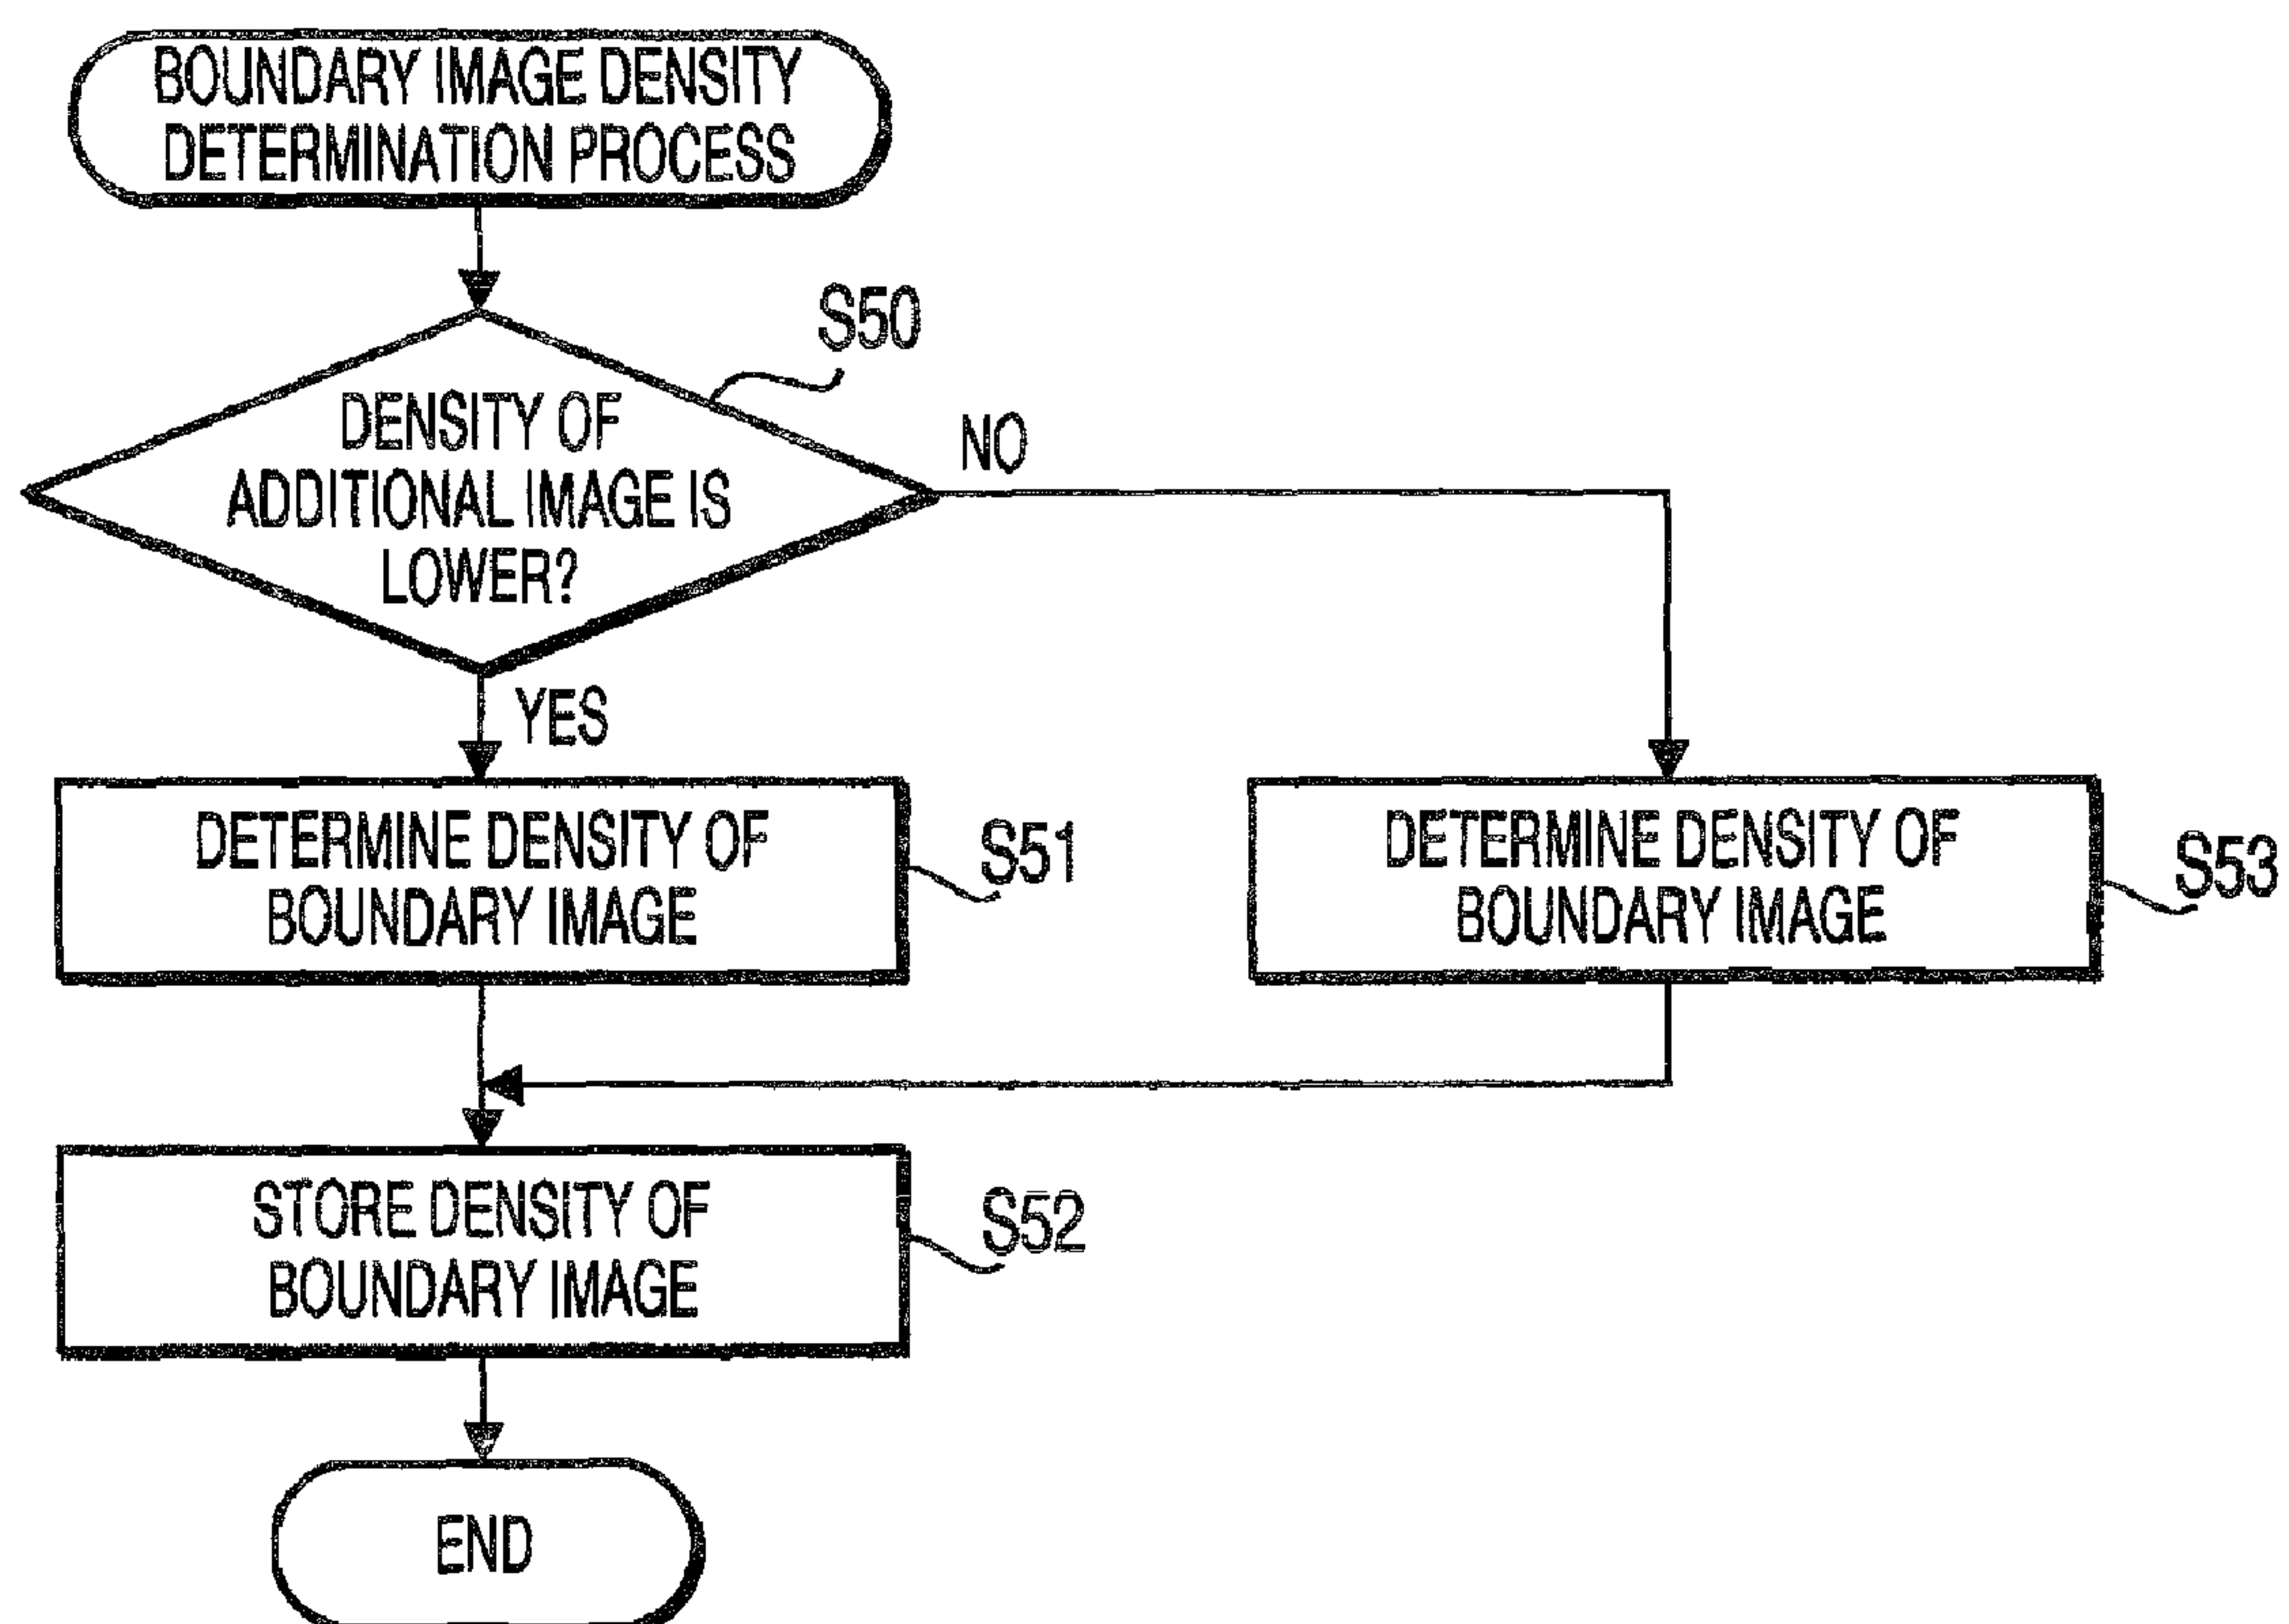 BOUNDARY IMAGE DENSITY
DETERMINATION PROCESS
S50
DENSITY OF
ADDITIONAL IMAGE IS
LOWER?
NO
YES
DETERMINE DENSITY OF
BOUNDARY IMAGE
S51
DETERMINE DENSITY OF
BOUNDARY IMAGE
S53
STORE DENSITY OF
BOUNDARY IMAGE
S52
END